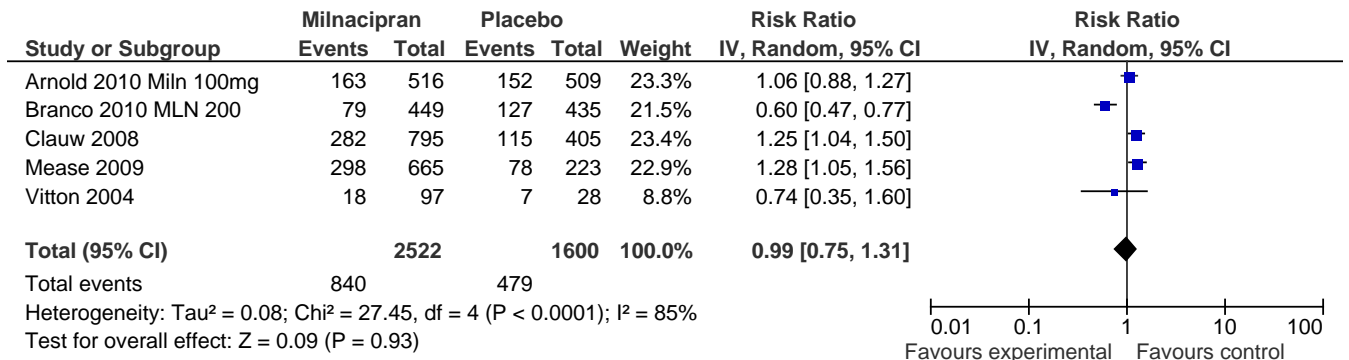 Milnacipran Placebo Risk Ratio Risk Ratio
Study or Subgroup Events Total Events Total Weight IV, Random, 95% CI IV, Random, 95% CI
Arnold 2010 Miln 100mg 163 516 152 509 23.3% 1.06 [0.88, 1.27]
Branco 2010 MLN 200 79 449 127 435 21.5% 0.60 [0.47, 0.77]
Clauw 2008 282 795 115 405 23.4% 1.25 [1.04, 1.50]
Mease 2009 298 665 78 223 22.9% 1.28 [1.05, 1.56]
Vitton 2004 18 97 7 28 8.8% 0.74 [0.35, 1.60]
Total (95% CI) 2522 1600 100.0% 0.99 [0.75, 1.31]
Total events 840 479
Heterogeneity: Tau² = 0.08; Chi² = 27.45, df = 4 (P < 0.0001); I² = 85%
Test for overall effect: Z = 0.09 (P = 0.93)
0.01 0.1 1 10 100
Favours experimental Favours control